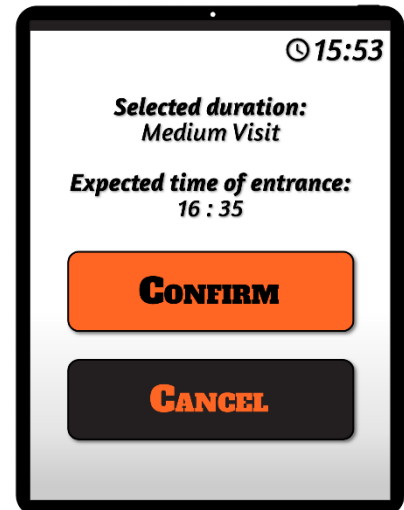 15:53
Selected duration:
Medium Visit
Expected time of entrance:
16 : 35
Confirm
Cancel